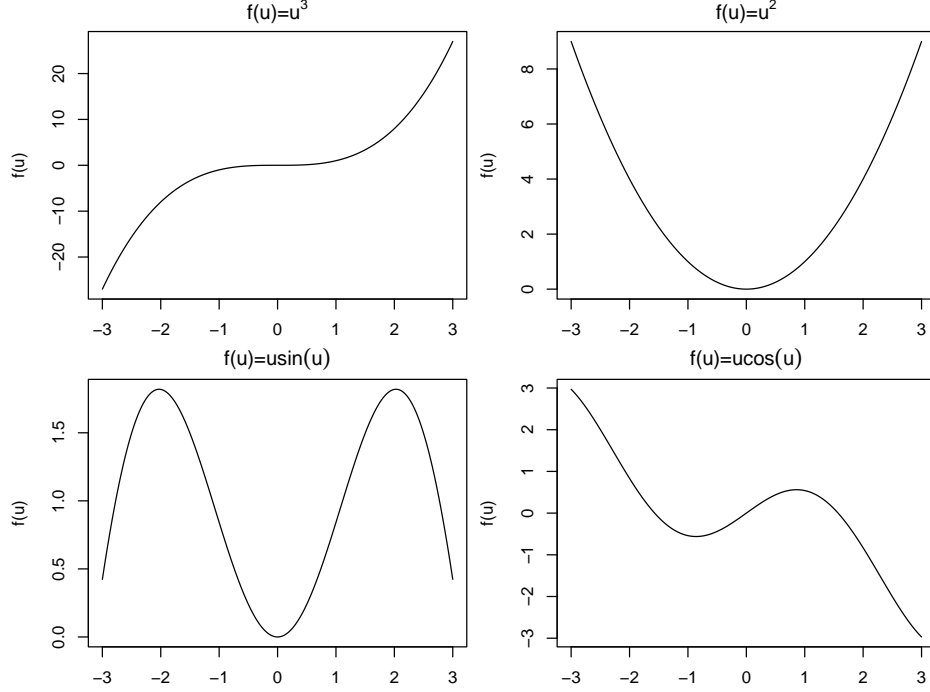 f(u)=u³
f(u)
20
10
0
−10
−20
−3 −2 −1 0 1 2 3
f(u)=u²
f(u)
8
6
4
2
0
−3 −2 −1 0 1 2 3
f(u)=usin(u)
f(u)
1.5
1.0
0.5
0.0
−3 −2 −1 0 1 2 3
f(u)=ucos(u)
f(u)
3
2
1
0
−1
−2
−3
−3 −2 −1 0 1 2 3